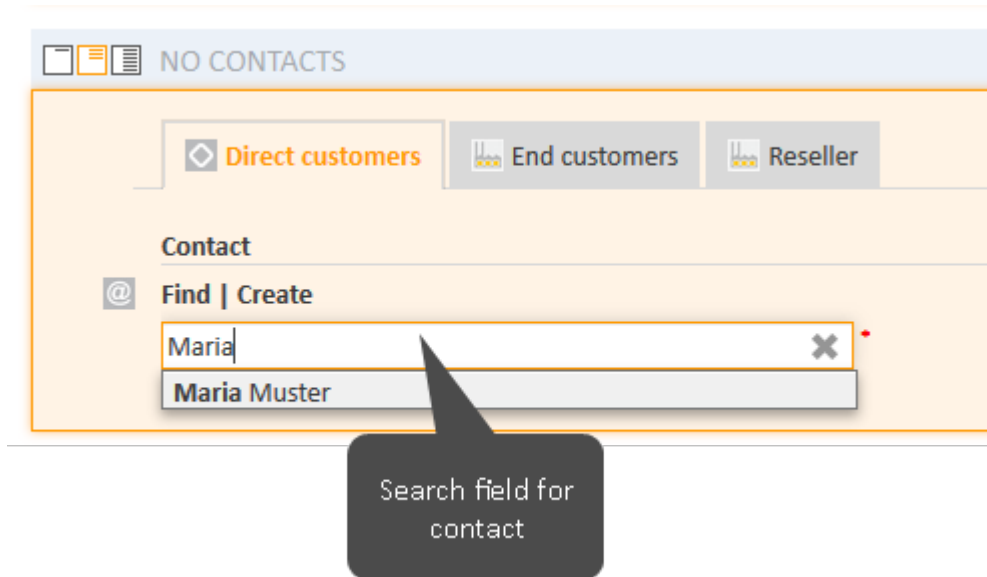 NO CONTACTS
Direct customers
End customers
Reseller
Contact
@ Find | Create
Maria *
Maria Muster
Search field for
contact